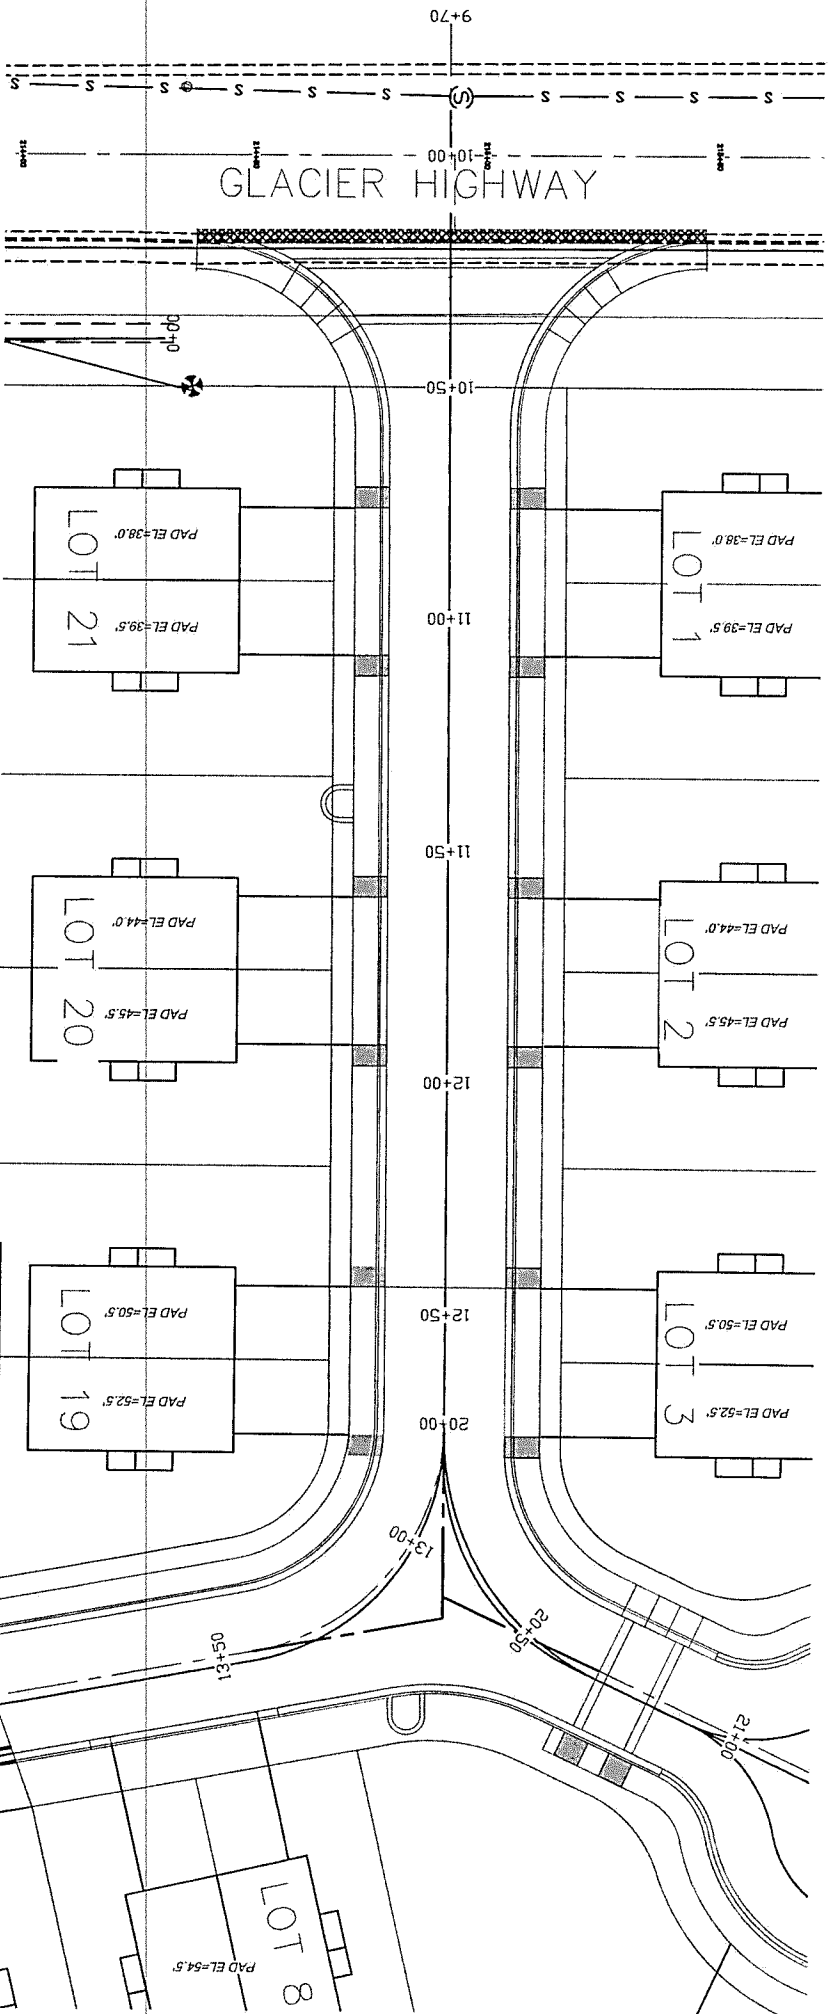 9+70
S S S S S S (S) S S S S
10+00
GLACIER HIGHWAY
0+00
10+50
LOT 21
PAD EL=38.0'
PAD EL=39.5'
LOT 1
PAD EL=38.0'
PAD EL=39.5'
11+00
11+50
LOT 20
PAD EL=44.0'
PAD EL=45.5'
LOT 2
PAD EL=44.0'
PAD EL=45.5'
12+00
LOT 19
PAD EL=50.5'
PAD EL=52.5'
LOT 3
PAD EL=50.5'
PAD EL=52.5'
12+50
20+00
13+00
13+50
20+50
21+00
LOT 8
PAD EL=54.5'